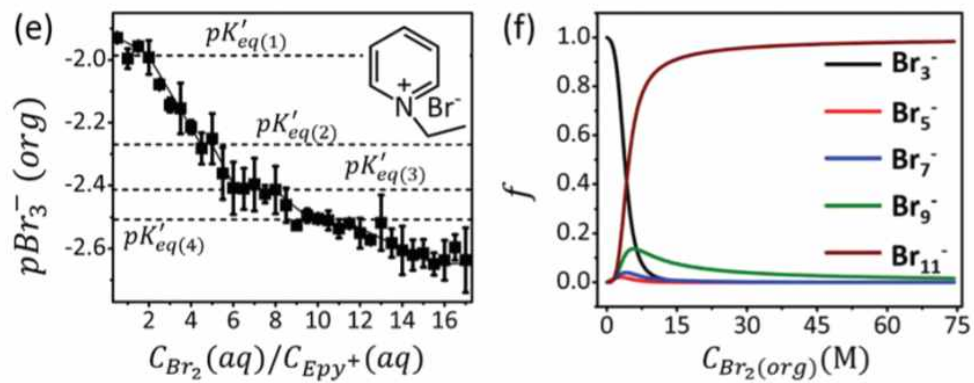 (e)
pK'eq(1)
pK'eq(2)
pK'eq(3)
pK'eq(4)
N
+
Br-
-2.0
-2.2
-2.4
-2.6
pBr3- (org)
2 4 6 8 10 12 14 16
CBr2(aq)/CEpy+(aq)
(f)
1.0
0.8
0.6
0.4
0.2
0.0
f
Br3-
Br5-
Br7-
Br9-
Br11-
0 15 30 45 60 75
CBr2(org)(M)